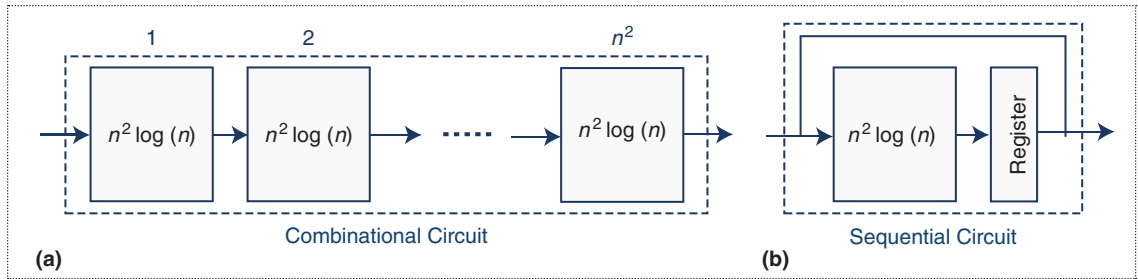 1
2
n²
n² log (n)
n² log (n)
n² log (n)
Combinational Circuit
(a)
n² log (n)
Register
Sequential Circuit
(b)